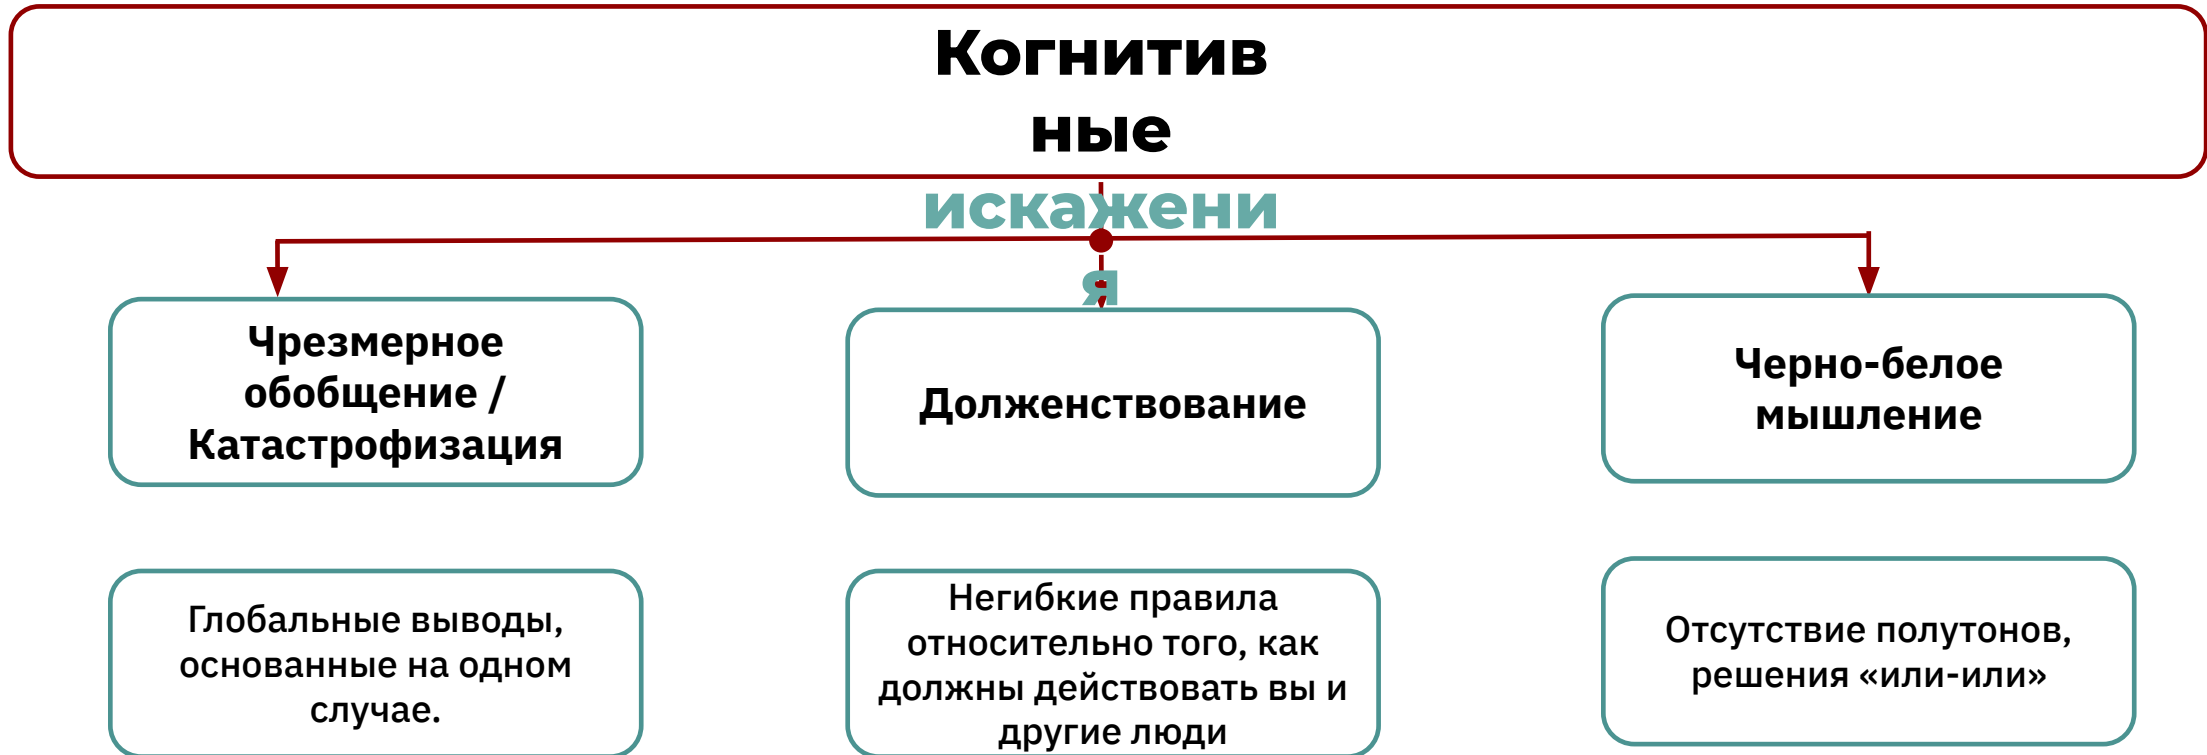 Когнитив
ные
искажени
я
Чрезмерное
обобщение /
Катастрофизация
Долженствование
Черно-белое
мышление
Глобальные выводы,
основанные на одном
случае.
Негибкие правила
относительно того, как
должны действовать вы и
другие люди
Отсутствие полутонов,
решения «или-или»